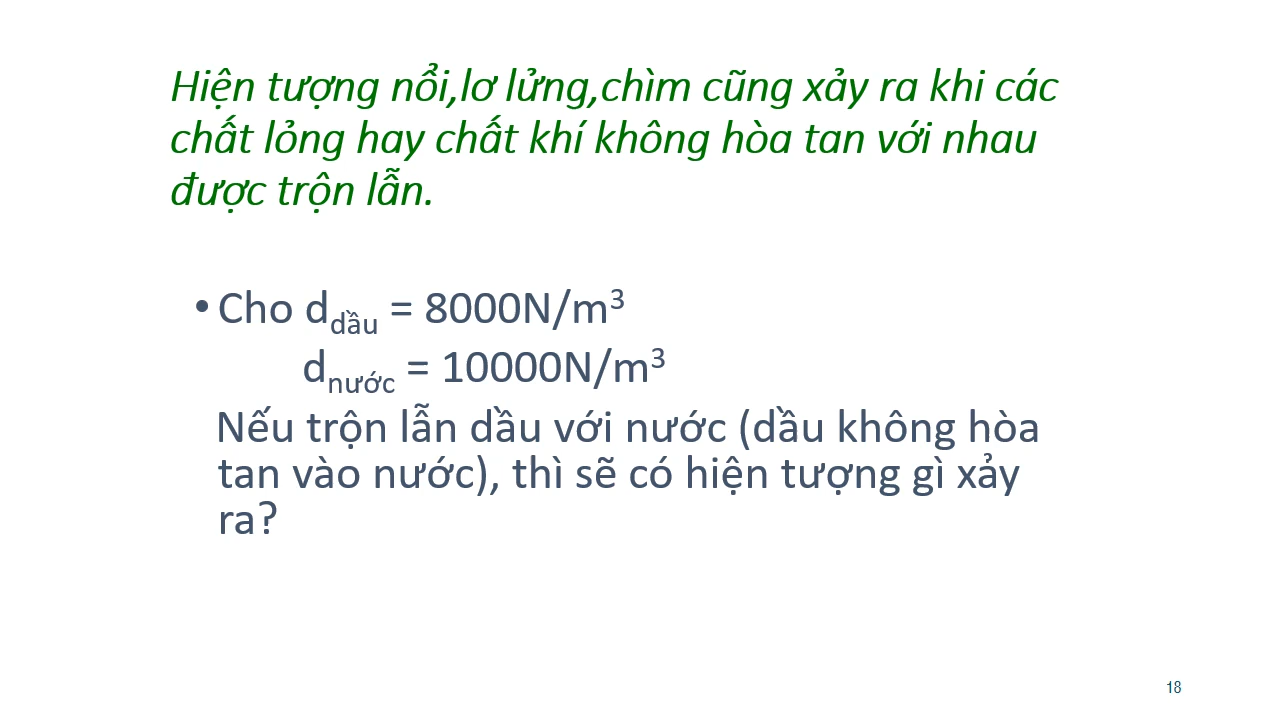 Hiện tượng nổi,lơ lửng,chìm cũng xảy ra khi các
chất lỏng hay chất khí không hòa tan với nhau
được trộn lẫn.
• Cho d dầu = 8000N/m³
d nước = 10000N/m³
Nếu trộn lẫn dầu với nước (dầu không hòa
tan vào nước), thì sẽ có hiện tượng gì xảy
ra?
18